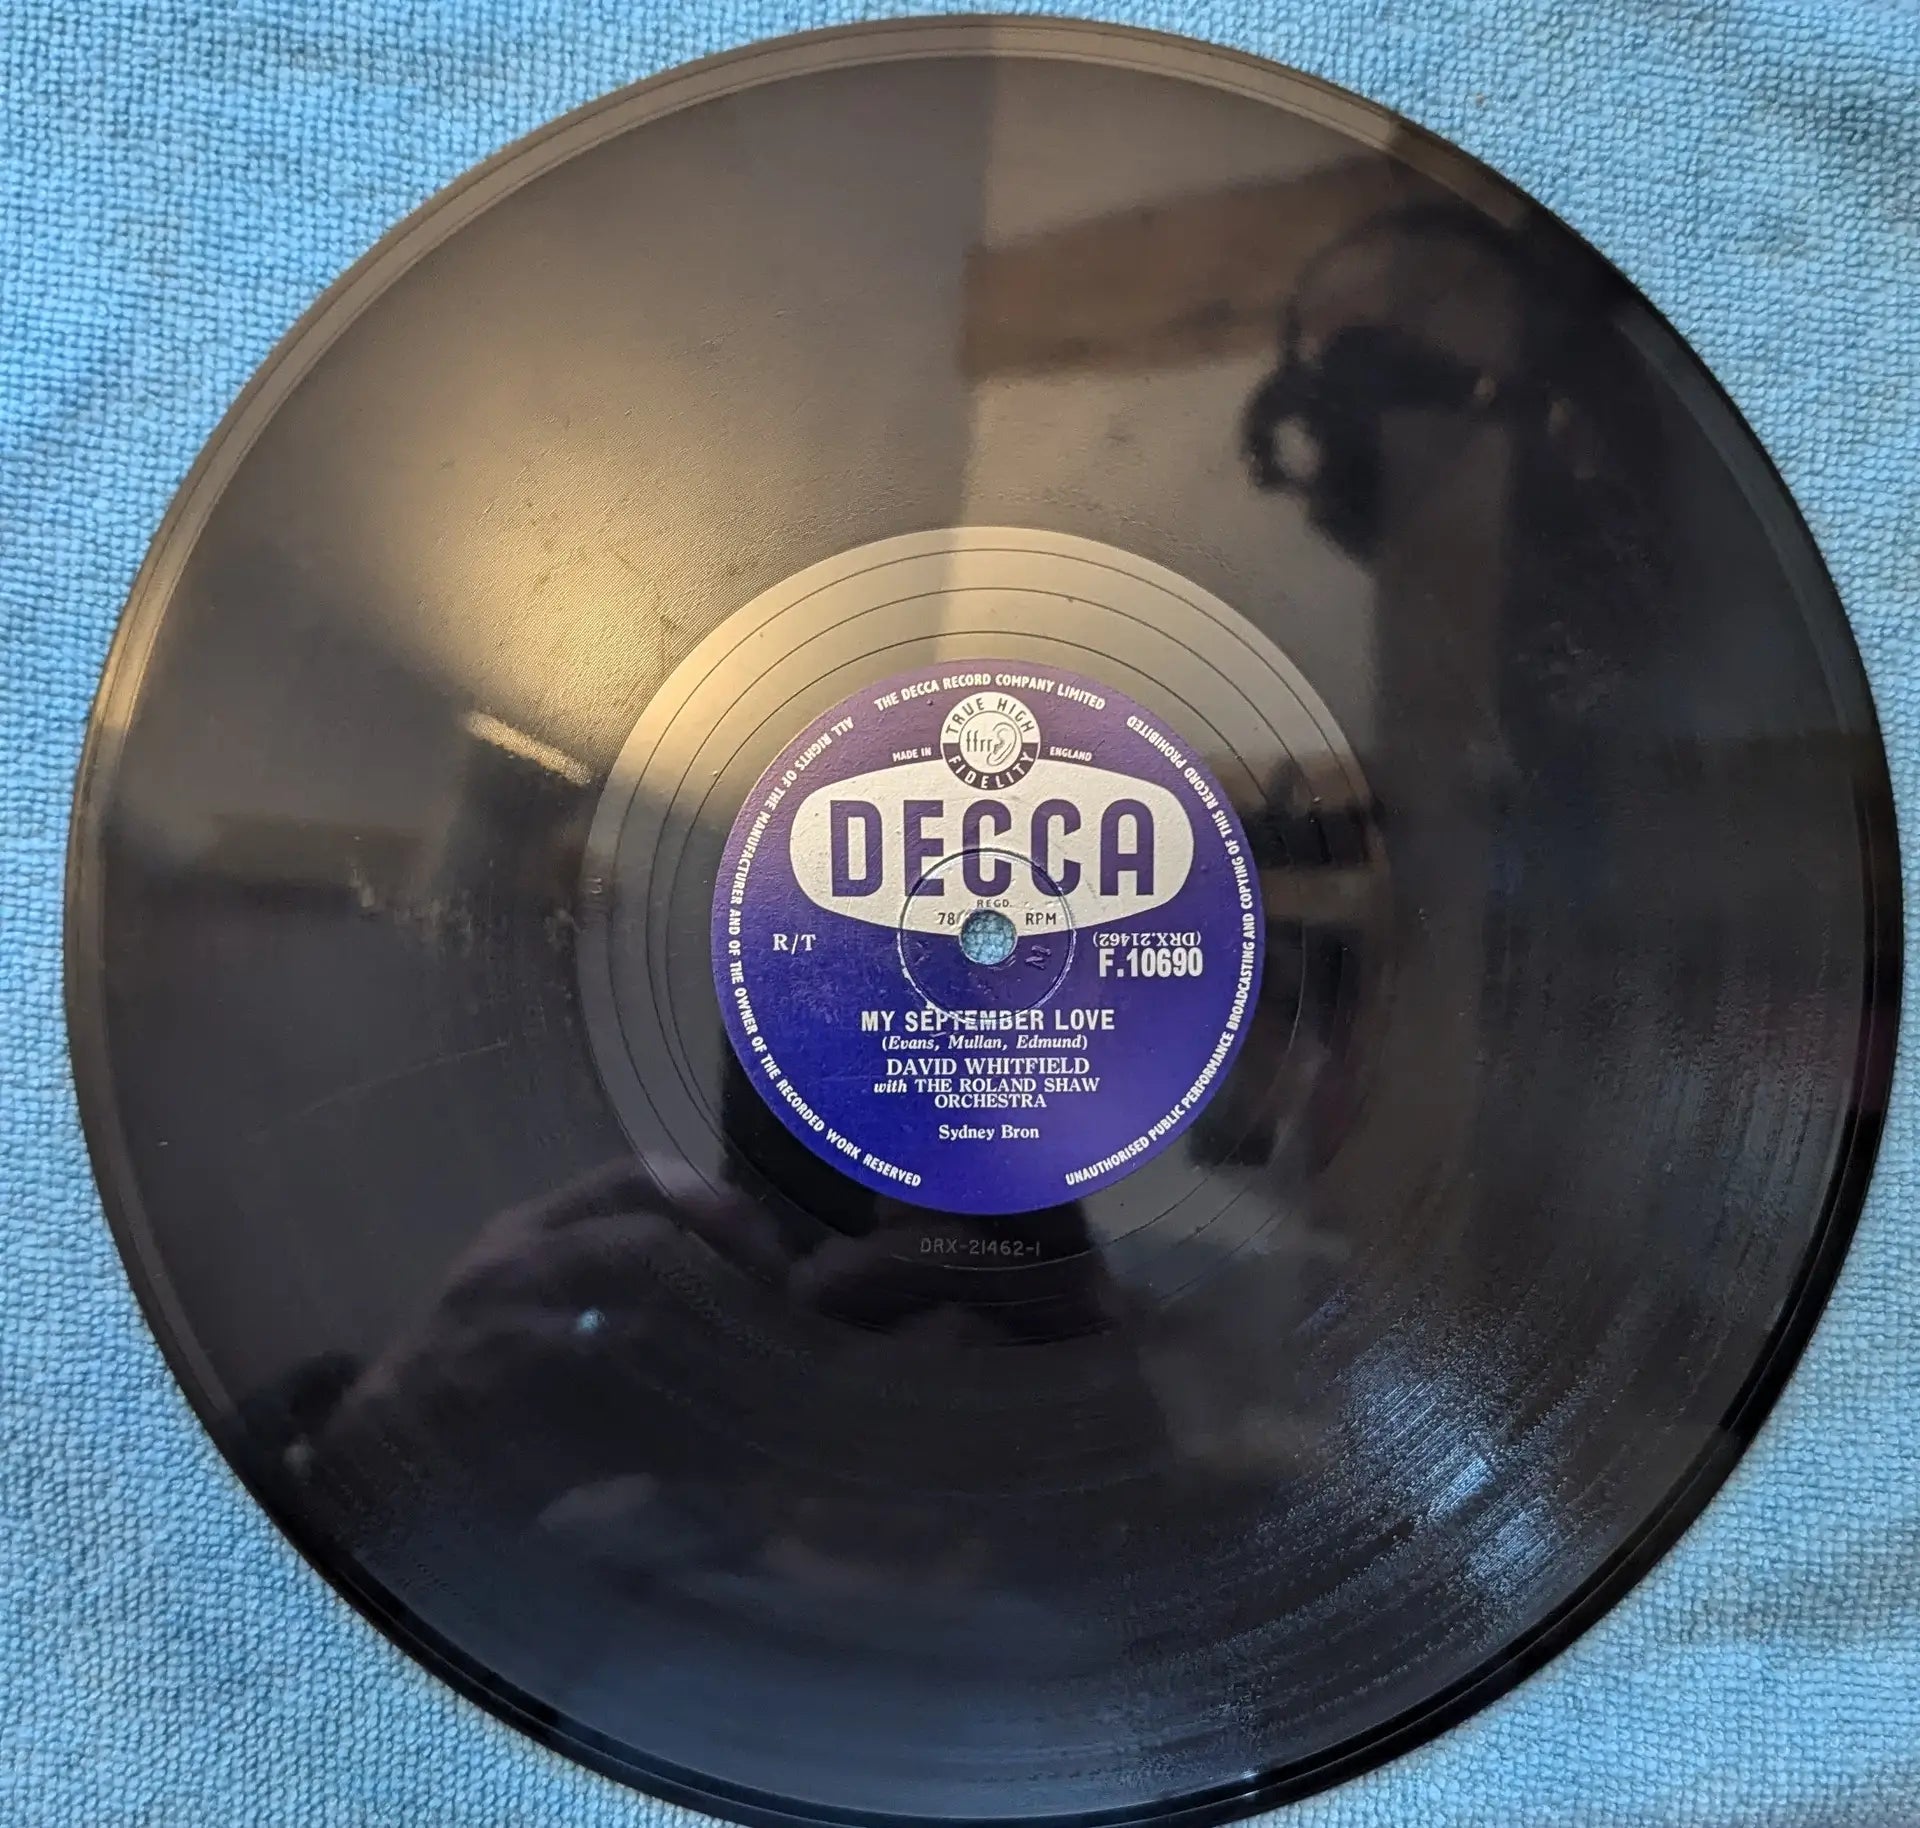 THE DECCA RECORD COMPANY LIMITED
ALL RIGHTS OF THE MANUFACTURER AND OF THE OWNER OF THE RECORDED WORK RESERVED
UNAUTHORISED PUBLIC PERFORMANCE BROADCASTING AND COPYING OF THIS RECORD PROHIBITED
TRUE HIGH
ffrr
FIDELITY
MADE IN ENGLAND
DECCA
REGD.
78 RPM
R/T
(DRX.21462)
F.10690
MY SEPTEMBER LOVE
(Evans, Mullan, Edmund)
DAVID WHITFIELD
with THE ROLAND SHAW
ORCHESTRA
Sydney Bron
DRX-21462-1